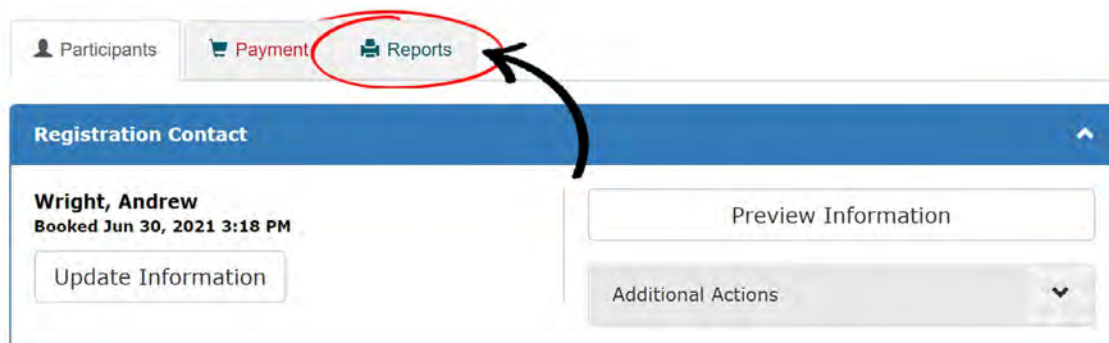 Participants
Payment
Reports
Registration Contact
Wright, Andrew
Booked Jun 30, 2021 3:18 PM
Update Information
Preview Information
Additional Actions